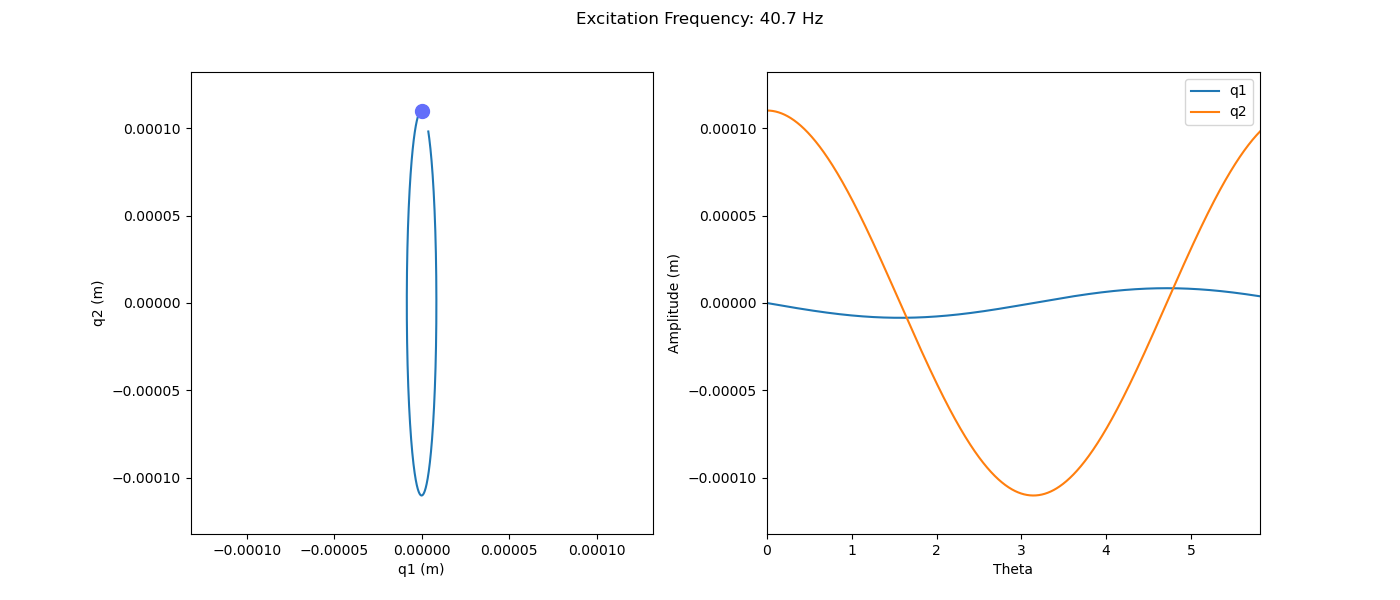 Excitation Frequency: 40.7 Hz
q2 (m)
0.00010
0.00005
0.00000
−0.00005
−0.00010
−0.00010 −0.00005 0.00000 0.00005 0.00010
q1 (m)
Amplitude (m)
0.00010
0.00005
0.00000
−0.00005
−0.00010
0 1 2 3 4 5
Theta
q1
q2